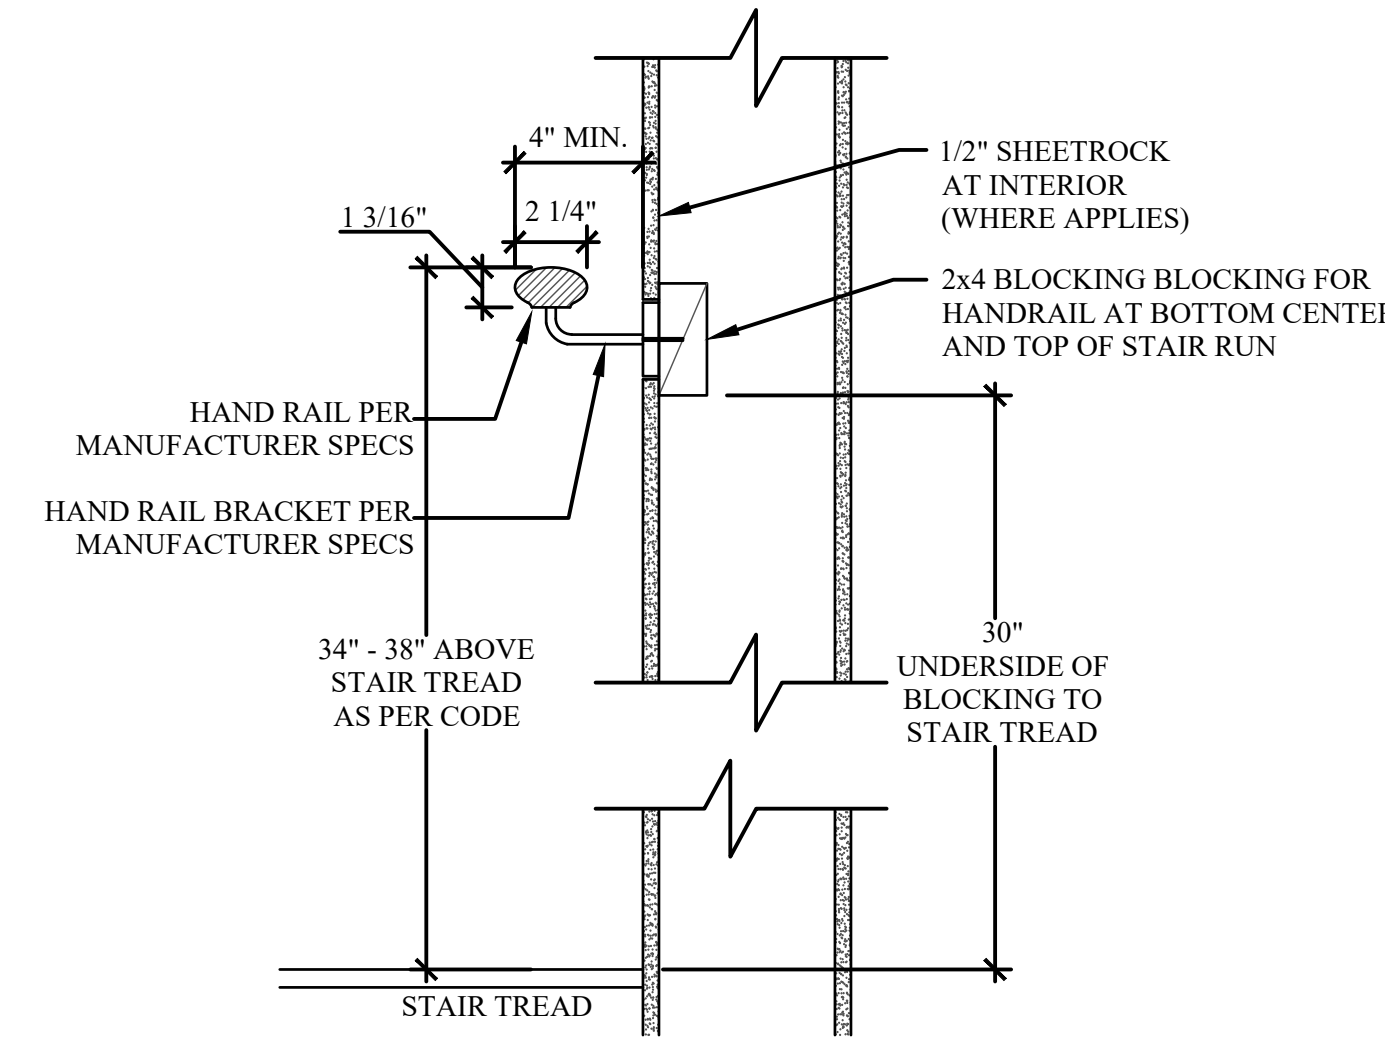 4" MIN.
2 1/4"
1 3/16"
1/2" SHEETROCK
AT INTERIOR
(WHERE APPLIES)
2x4 BLOCKING BLOCKING FOR
HANDRAIL AT BOTTOM CENTER
AND TOP OF STAIR RUN
HAND RAIL PER
MANUFACTURER SPECS
HAND RAIL BRACKET PER
MANUFACTURER SPECS
34" - 38" ABOVE
STAIR TREAD
AS PER CODE
30"
UNDERSIDE OF
BLOCKING TO
STAIR TREAD
STAIR TREAD